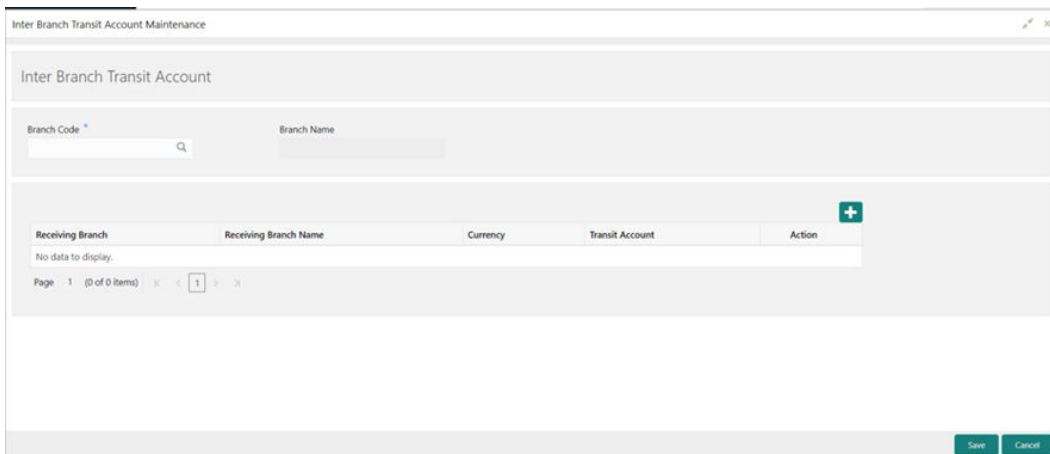 Inter Branch Transit Account Maintenance
Inter Branch Transit Account
Branch Code * Branch Name
Receiving Branch Receiving Branch Name Currency Transit Account Action
No data to display.
Page 1 (0 of 0 items) 1
Save Cancel